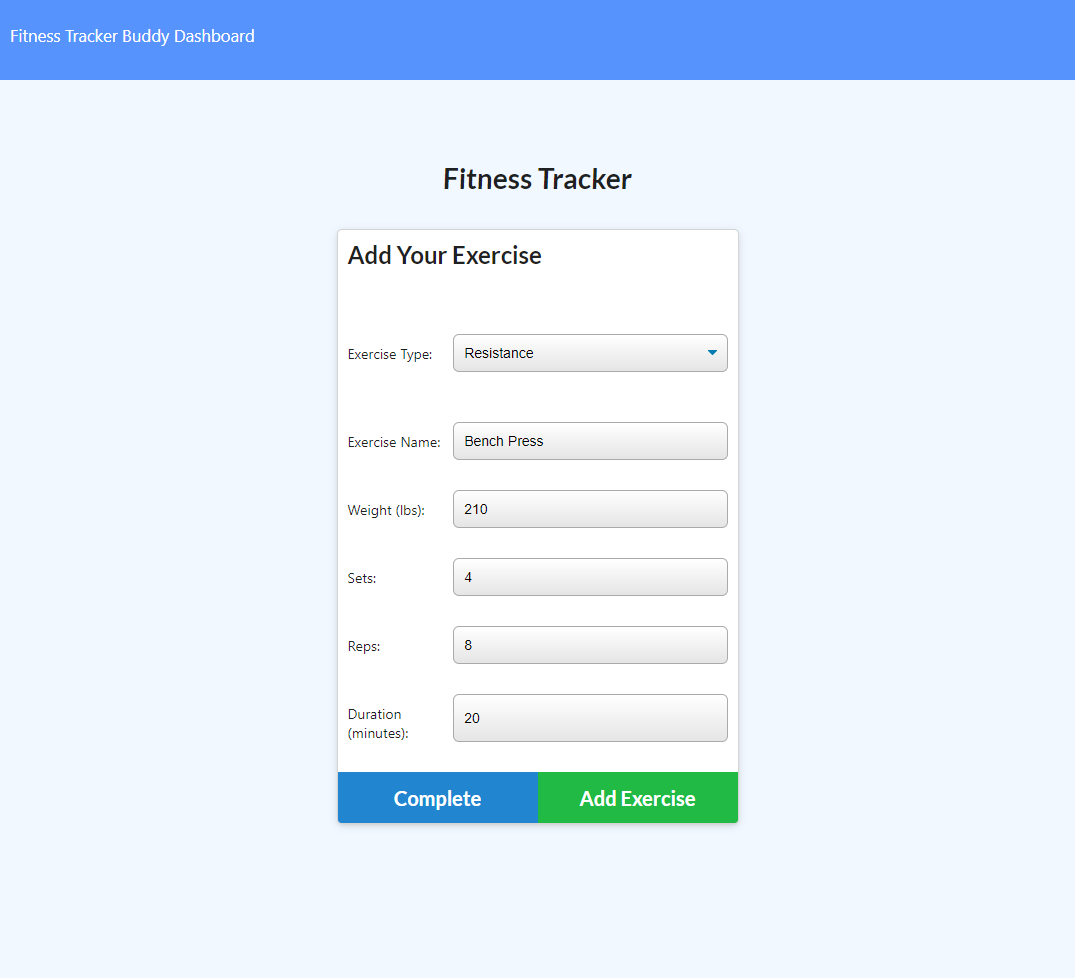 Fitness Tracker Buddy Dashboard
Fitness Tracker
Add Your Exercise
Exercise Type: Resistance
Exercise Name: Bench Press
Weight (lbs): 210
Sets: 4
Reps: 8
Duration
(minutes): 20
Complete Add Exercise